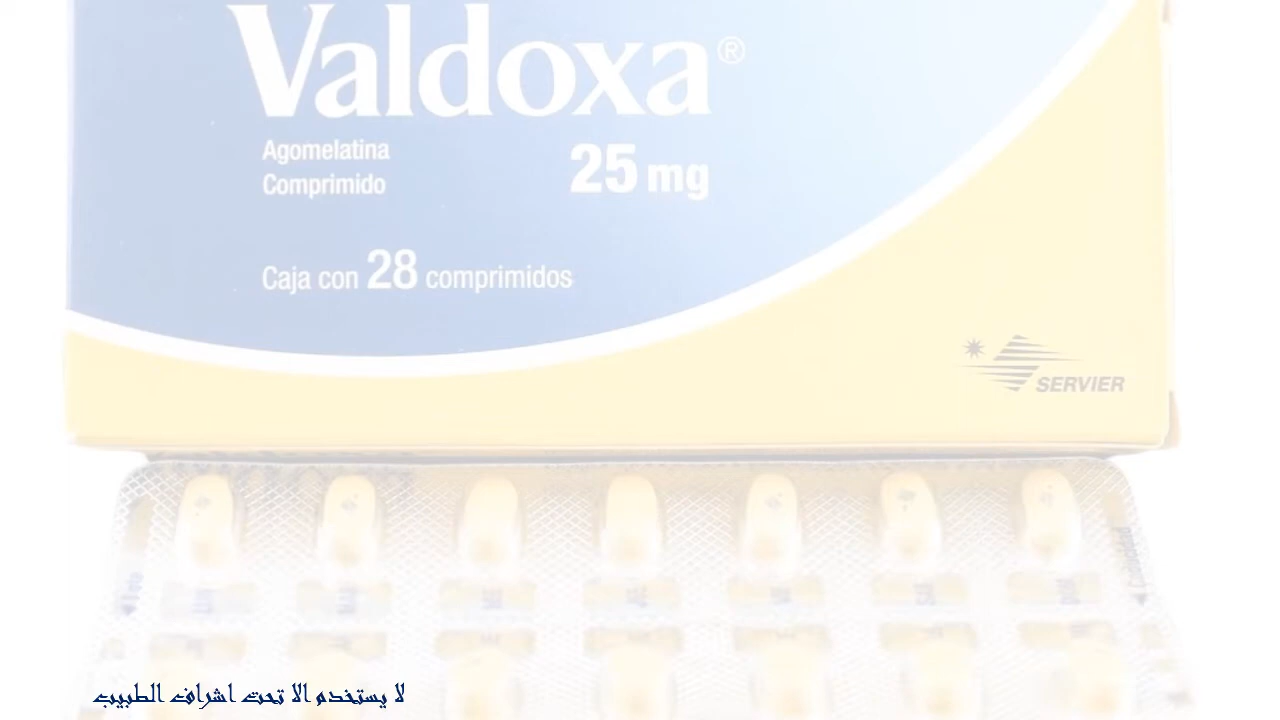 Valdoxa®
Agomelatina
Comprimido
25 mg
Caja con 28 comprimidos
SERVIER
لا يستخدم الا تحت اشراف الطبيب